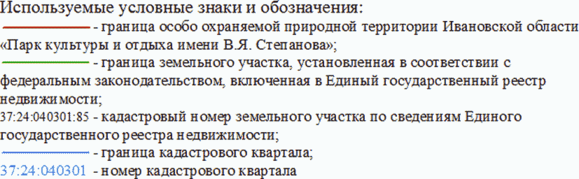 Используемые условные знаки и обозначения:
- граница особо охраняемой природной территории Ивановской области
«Парк культуры и отдыха имени В.Я. Степанова»;
- граница земельного участка, установленная в соответствии с
федеральным законодательством, включенная в Единый государственный реестр
недвижимости;
37:24:040301:85 - кадастровый номер земельного участка по сведениям Единого
государственного реестра недвижимости;
- граница кадастрового квартала;
37:24:040301 - номер кадастрового квартала